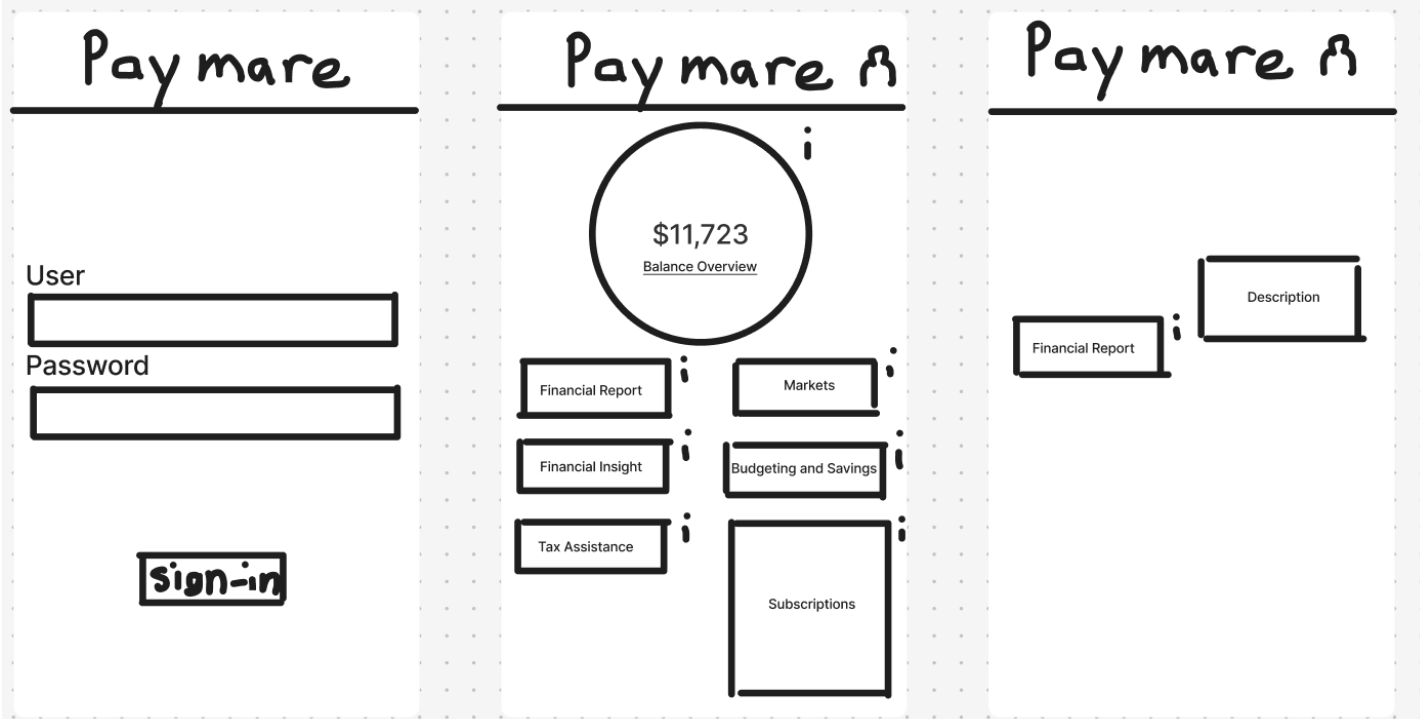 Paymare
User
Password
sign-in
Paymare
i
$11,723
Balance Overview
Financial Report i
Markets i
Financial Insight i
Budgeting and Savings i
Tax Assistance i
Subscriptions i
Paymare
Description
Financial Report i